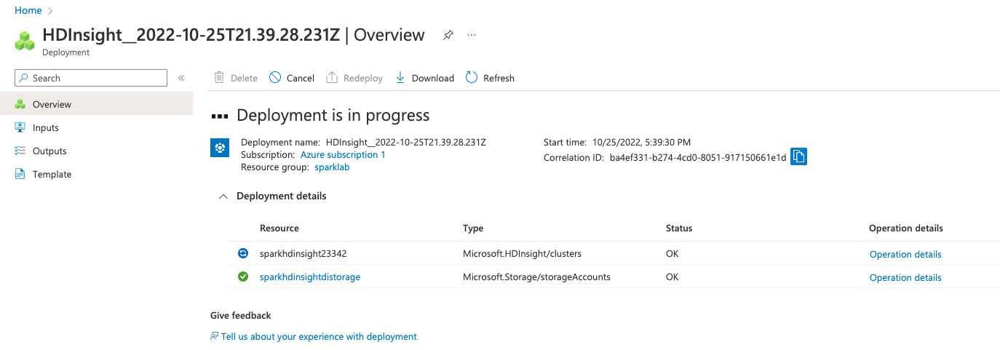 Home >
HDInsight__2022-10-25T21.39.28.231Z | Overview ...
Deployment
Search «
Delete Cancel Redeploy Download Refresh
Overview
Inputs
Outputs
Template
Deployment is in progress
Deployment name: HDInsight__2022-10-25T21.39.28.231Z
Subscription: Azure subscription 1
Resource group: sparklab
Start time: 10/25/2022, 5:39:30 PM
Correlation ID: ba4ef331-b274-4cd0-8051-917150661e1d
Deployment details
Resource Type Status Operation details
sparkhdinsight23342 Microsoft.HDInsight/clusters OK Operation details
sparkhdinsightdistorage Microsoft.Storage/storageAccounts OK Operation details
Give feedback
Tell us about your experience with deployment